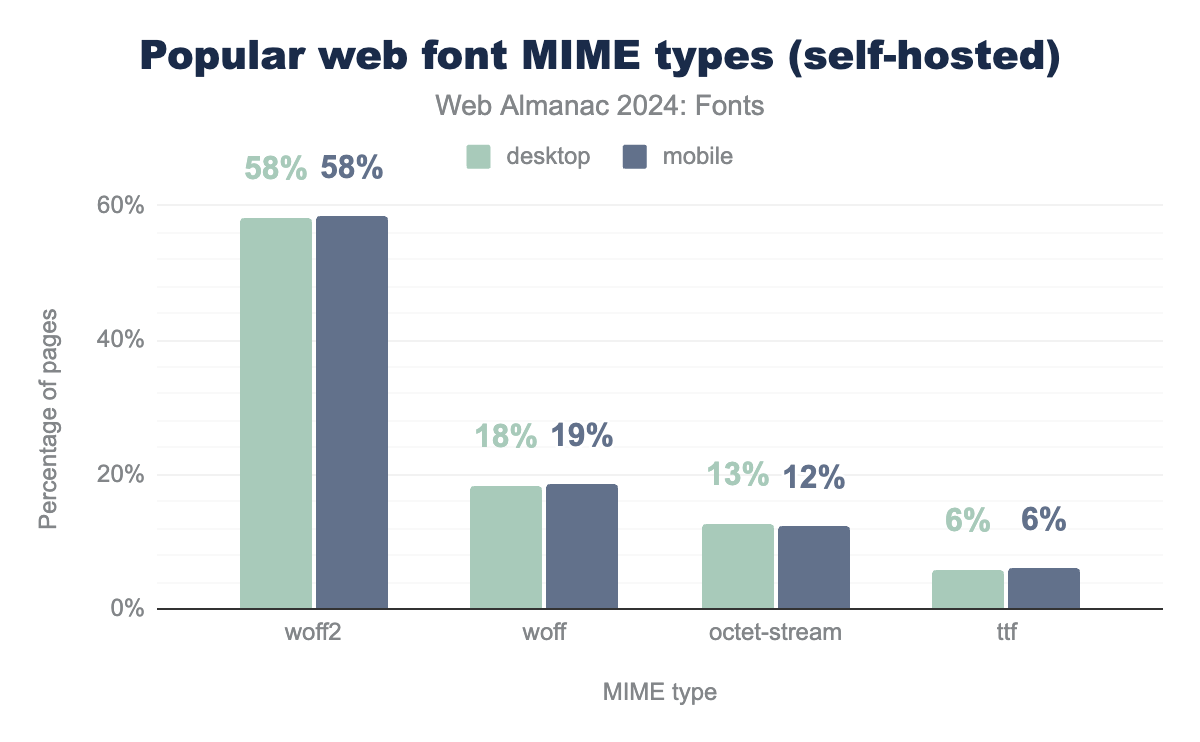 Popular web font MIME types (self-hosted)
Web Almanac 2024: Fonts
desktop mobile
58% 58%
60%
40%
18% 19%
20%
13% 12%
6% 6%
0%
Percentage of pages
woff2 woff octet-stream ttf
MIME type